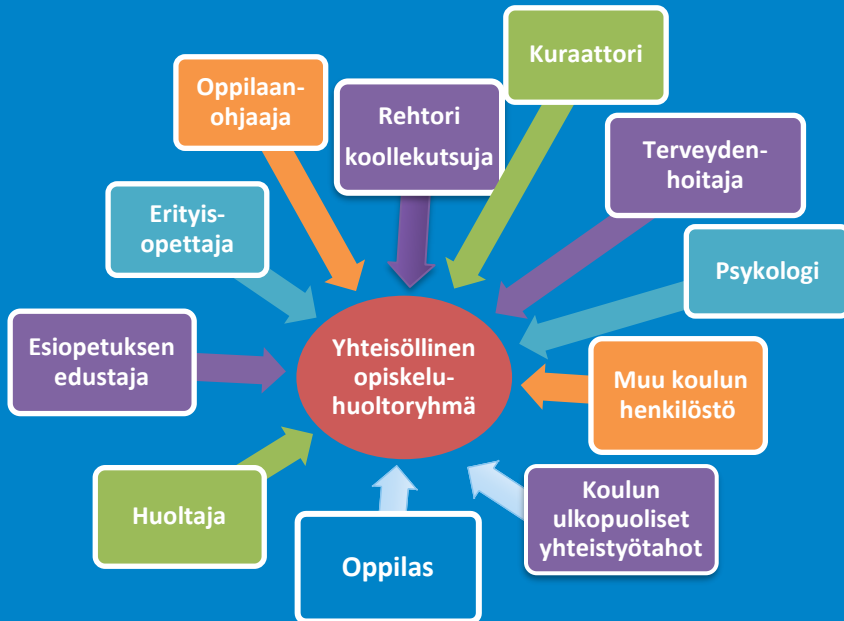 Kuraattori
Oppilaan-
ohjaaja
Rehtori
koollekutsuja
Terveyden-
hoitaja
Erityis-
opettaja
Psykologi
Esiopetuksen
edustaja
Yhteisöllinen
opiskelu-
huoltoryhmä
Muu koulun
henkilöstö
Huoltaja
Oppilas
Koulun
ulkopuoliset
yhteistyötahot